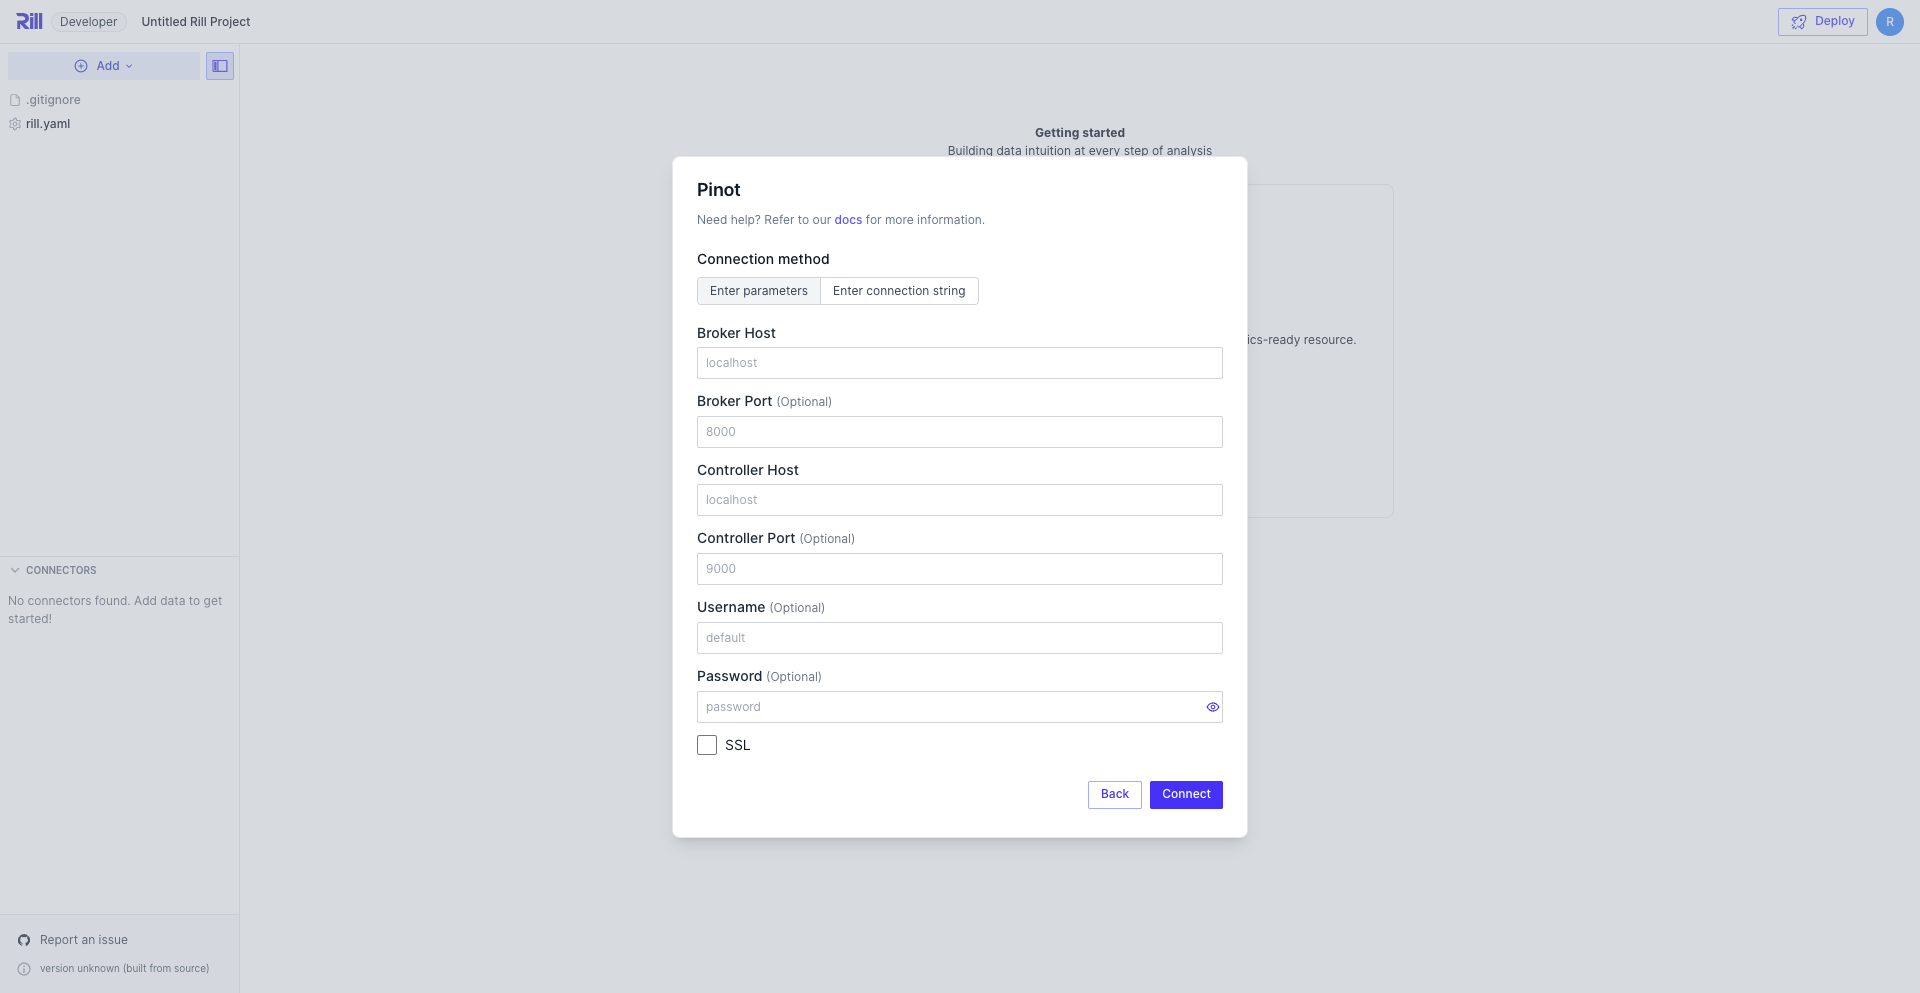 Rill Developer Untitled Rill Project Deploy R
Add
.gitignore
rill.yaml
Getting started
Building data intuition at every step of analysis
ics-ready resource.
Pinot
Need help? Refer to our docs for more information.
Connection method
Enter parameters Enter connection string
Broker Host
localhost
Broker Port (Optional)
8000
Controller Host
localhost
Controller Port (Optional)
9000
Username (Optional)
default
Password (Optional)
password
SSL
Back Connect
CONNECTORS
No connectors found. Add data to get
started!
Report an issue
version unknown (built from source)